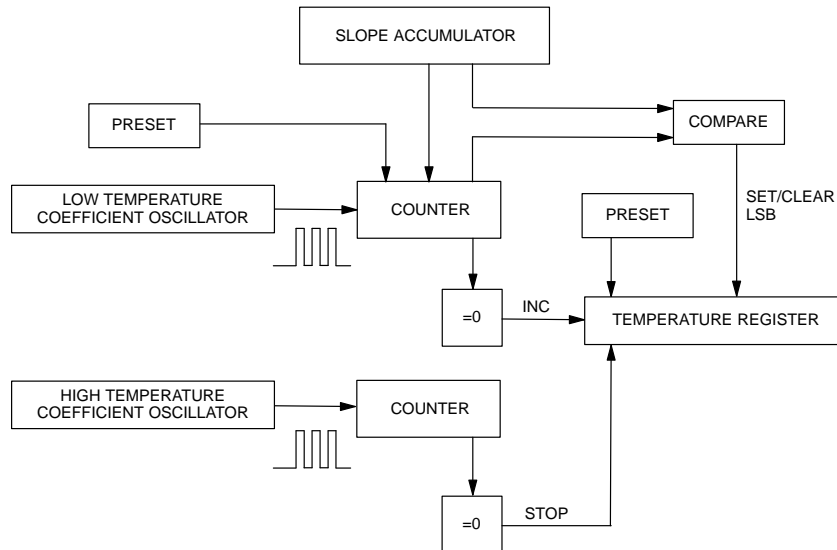 SLOPE ACCUMULATOR
PRESET
COMPARE
LOW TEMPERATURE
COEFFICIENT OSCILLATOR
COUNTER
PRESET
SET/CLEAR
LSB
=0
INC
TEMPERATURE REGISTER
HIGH TEMPERATURE
COEFFICIENT OSCILLATOR
COUNTER
=0
STOP